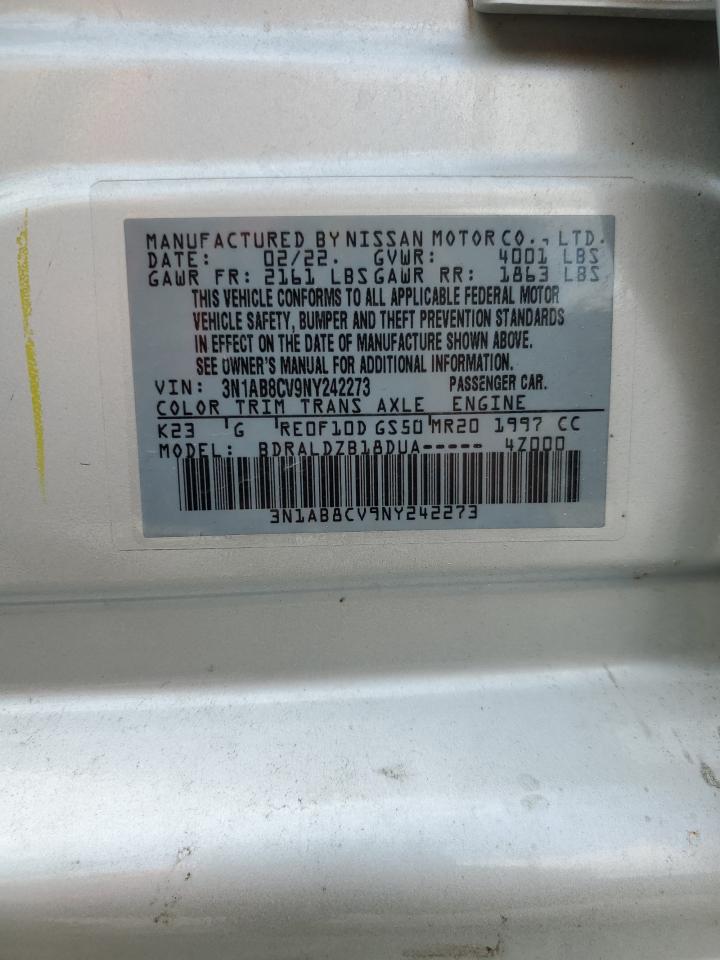 MANUFACTURED BY NISSAN MOTOR CO., LTD.
DATE: 02/22. GVWR: 4001 LBS
GAWR FR: 2161 LBS GAWR RR: 1863 LBS
THIS VEHICLE CONFORMS TO ALL APPLICABLE FEDERAL MOTOR
VEHICLE SAFETY, BUMPER AND THEFT PREVENTION STANDARDS
IN EFFECT ON THE DATE OF MANUFACTURE SHOWN ABOVE.
SEE OWNER'S MANUAL FOR ADDITIONAL INFORMATION.
VIN: 3N1AB8CV9NY242273 PASSENGER CAR.
COLOR TRIM TRANS AXLE ENGINE
K23 G RE0F10D GS50 MR20 1997 CC
MODEL: BDRALDZB18DUA----- 4Z000
3N1AB8CV9NY242273